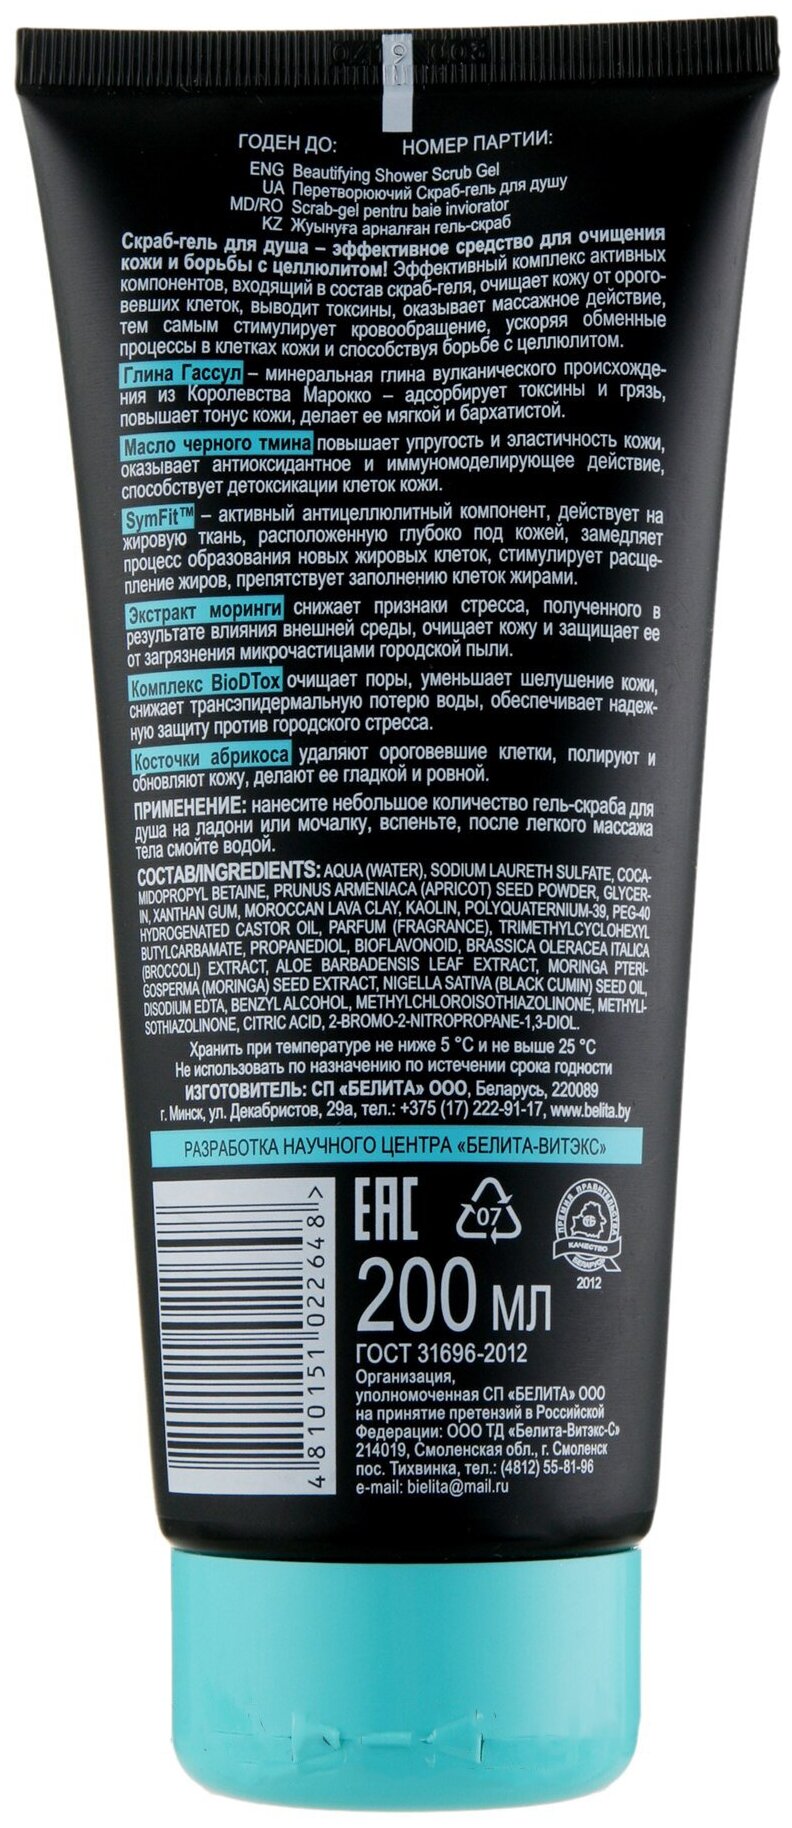 ГОДЕН ДО: НОМЕР ПАРТИИ:
ENG Beautifying Shower Scrub Gel
UA Перетворюючий Скраб-гель для душу
MD/RO Scrab-gel pentru baie inviorator
KZ Жуынуға арналған гель-скраб
Скраб-гель для душа – эффективное средство для очищения
кожи и борьбы с целлюлитом! Эффективный комплекс активных
компонентов, входящий в состав скраб-геля, очищает кожу от орого-
вевших клеток, выводит токсины, оказывает массажное действие,
тем самым стимулирует кровообращение, ускоряя обменные
процессы в клетках кожи и способствуя борьбе с целлюлитом.
Глина Гассул – минеральная глина вулканического происхожде-
ния из Королевства Марокко – адсорбирует токсины и грязь,
повышает тонус кожи, делает ее мягкой и бархатистой.
Масло черного тмина повышает упругость и эластичность кожи,
оказывает антиоксидантное и иммуномоделирующее действие,
способствует детоксикации клеток кожи.
SymFit™ – активный антицеллюлитный компонент, действует на
жировую ткань, расположенную глубоко под кожей, замедляет
процесс образования новых жировых клеток, стимулирует расще-
пление жиров, препятствует заполнению клеток жирами.
Экстракт моринги снижает признаки стресса, полученного в
результате влияния внешней среды, очищает кожу и защищает ее
от загрязнения микрочастицами городской пыли.
Комплекс BioDTox очищает поры, уменьшает шелушение кожи,
снижает трансэпидермальную потерю воды, обеспечивает надеж-
ную защиту против городского стресса.
Косточки абрикоса удаляют ороговевшие клетки, полируют и
обновляют кожу, делают ее гладкой и ровной.
ПРИМЕНЕНИЕ: нанесите небольшое количество гель-скраба для
душа на ладони или мочалку, вспеньте, после легкого массажа
тела смойте водой.
СОСТАВ/INGREDIENTS: AQUA (WATER), SODIUM LAURETH SULFATE, COCA-
MIDOPROPYL BETAINE, PRUNUS ARMENIACA (APRICOT) SEED POWDER, GLYCER-
IN, XANTHAN GUM, MOROCCAN LAVA CLAY, KAOLIN, POLYQUATERNIUM-39, PEG-40
HYDROGENATED CASTOR OIL, PARFUM (FRAGRANCE), TRIMETHYLCYCLOHEXYL
BUTYLCARBAMATE, PROPANEDIOL, BIOFLAVONOID, BRASSICA OLERACEA ITALICA
(BROCCOLI) EXTRACT, ALOE BARBADENSIS LEAF EXTRACT, MORINGA PTERI-
GOSPERMA (MORINGA) SEED EXTRACT, NIGELLA SATIVA (BLACK CUMIN) SEED OIL,
DISODIUM EDTA, BENZYL ALCOHOL, METHYLCHLOROISOTHIAZOLINONE, METHYLI-
SOTHIAZOLINONE, CITRIC ACID, 2-BROMO-2-NITROPROPANE-1,3-DIOL.
Хранить при температуре не ниже 5 °С и не выше 25 °С
Не использовать по назначению по истечении срока годности
ИЗГОТОВИТЕЛЬ: СП «БЕЛИТА» ООО, Беларусь, 220089
г. Минск, ул. Декабристов, 29а, тел.: +375 (17) 222-91-17, www.belita.by
РАЗРАБОТКА НАУЧНОГО ЦЕНТРА «БЕЛИТА-ВИТЭКС»
4 810151 022648 >
ЕАС
07
ПРЕМИЯ ПРАВИТЕЛЬСТВА
КАЧЕСТВО
БЕЛАРУСЬ
2012
200 МЛ
ГОСТ 31696-2012
Организация,
уполномоченная СП «БЕЛИТА» ООО
на принятие претензий в Российской
Федерации: ООО ТД «Белита-Витэкс-С»
214019, Смоленская обл., г. Смоленск
пос. Тихвинка, тел.: (4812) 55-81-96
e-mail: bielita@mail.ru